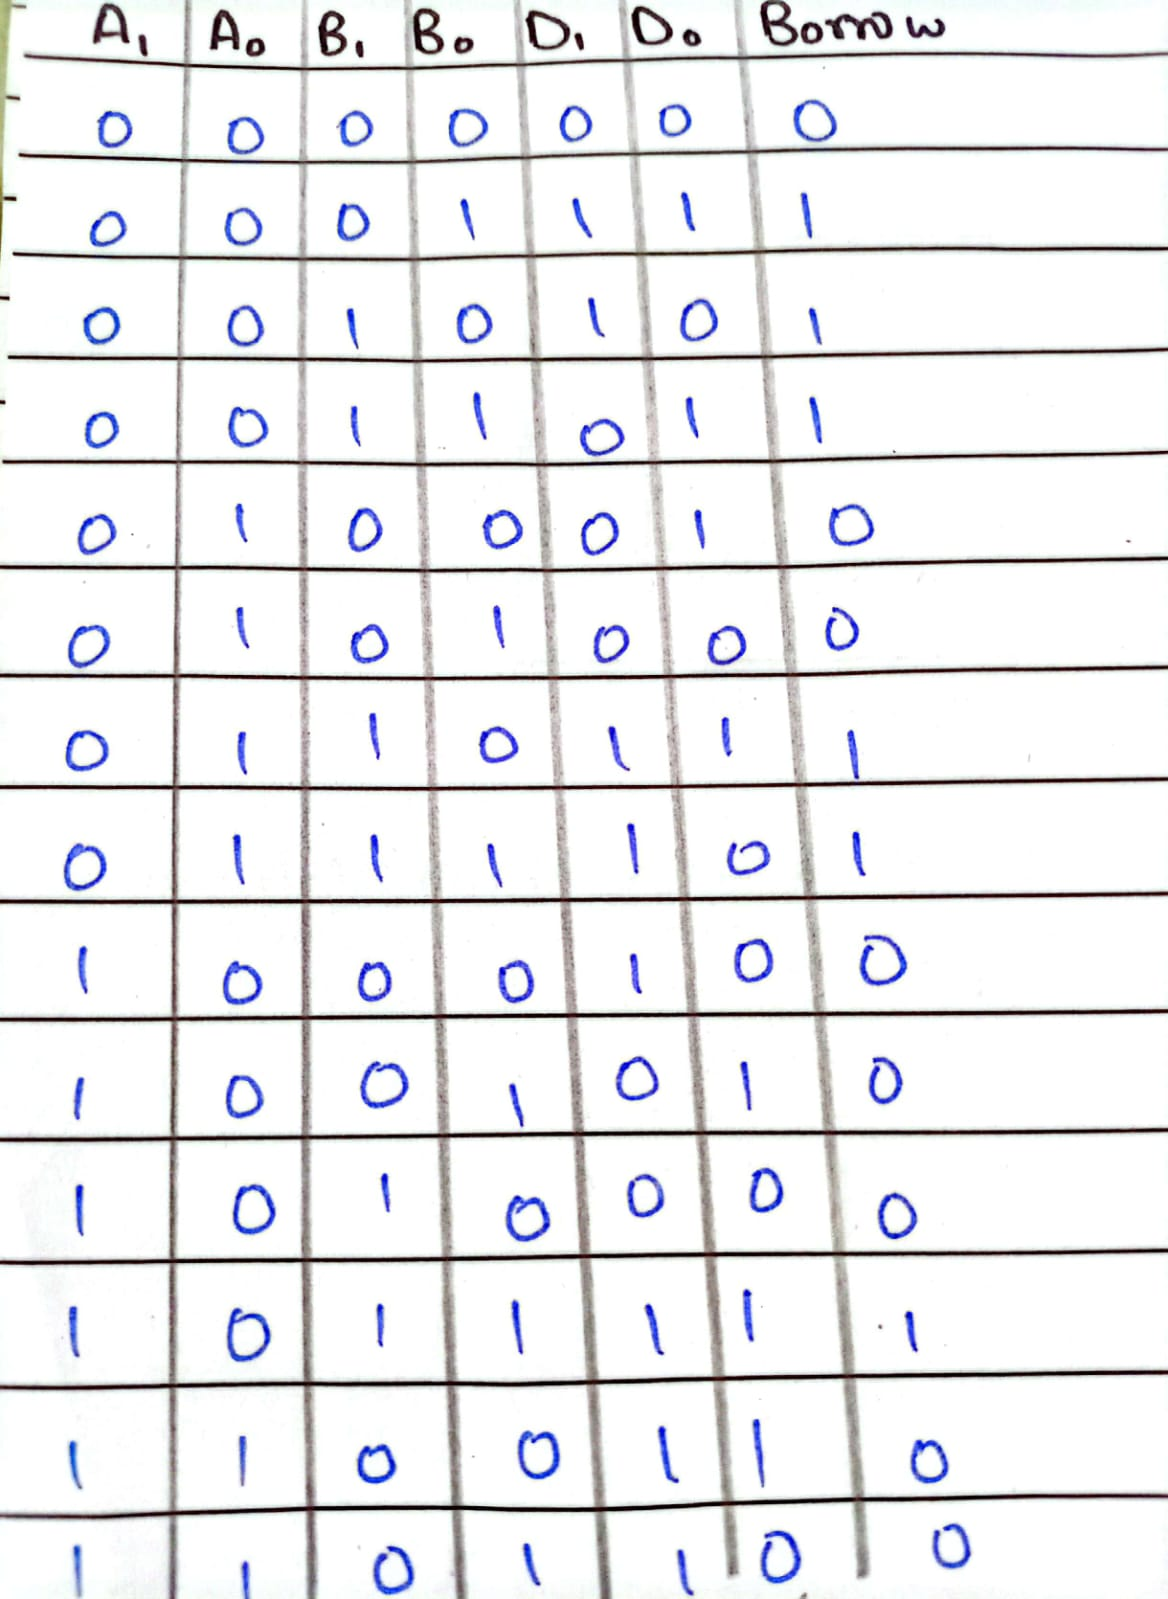 A₁ A₀ B₁ B₀ D₁ D₀ Borrow
0 0 0 0 0 0 0
0 0 0 1 1 1 1
0 0 1 0 1 0 1
0 0 1 1 0 1 1
0 1 0 0 0 1 0
0 1 0 1 0 0 0
0 1 1 0 1 1 1
0 1 1 1 1 0 1
1 0 0 0 1 0 0
1 0 0 1 0 1 0
1 0 1 0 0 0 0
1 0 1 1 1 1 1
1 1 0 0 1 1 0
1 1 0 1 1 0 0